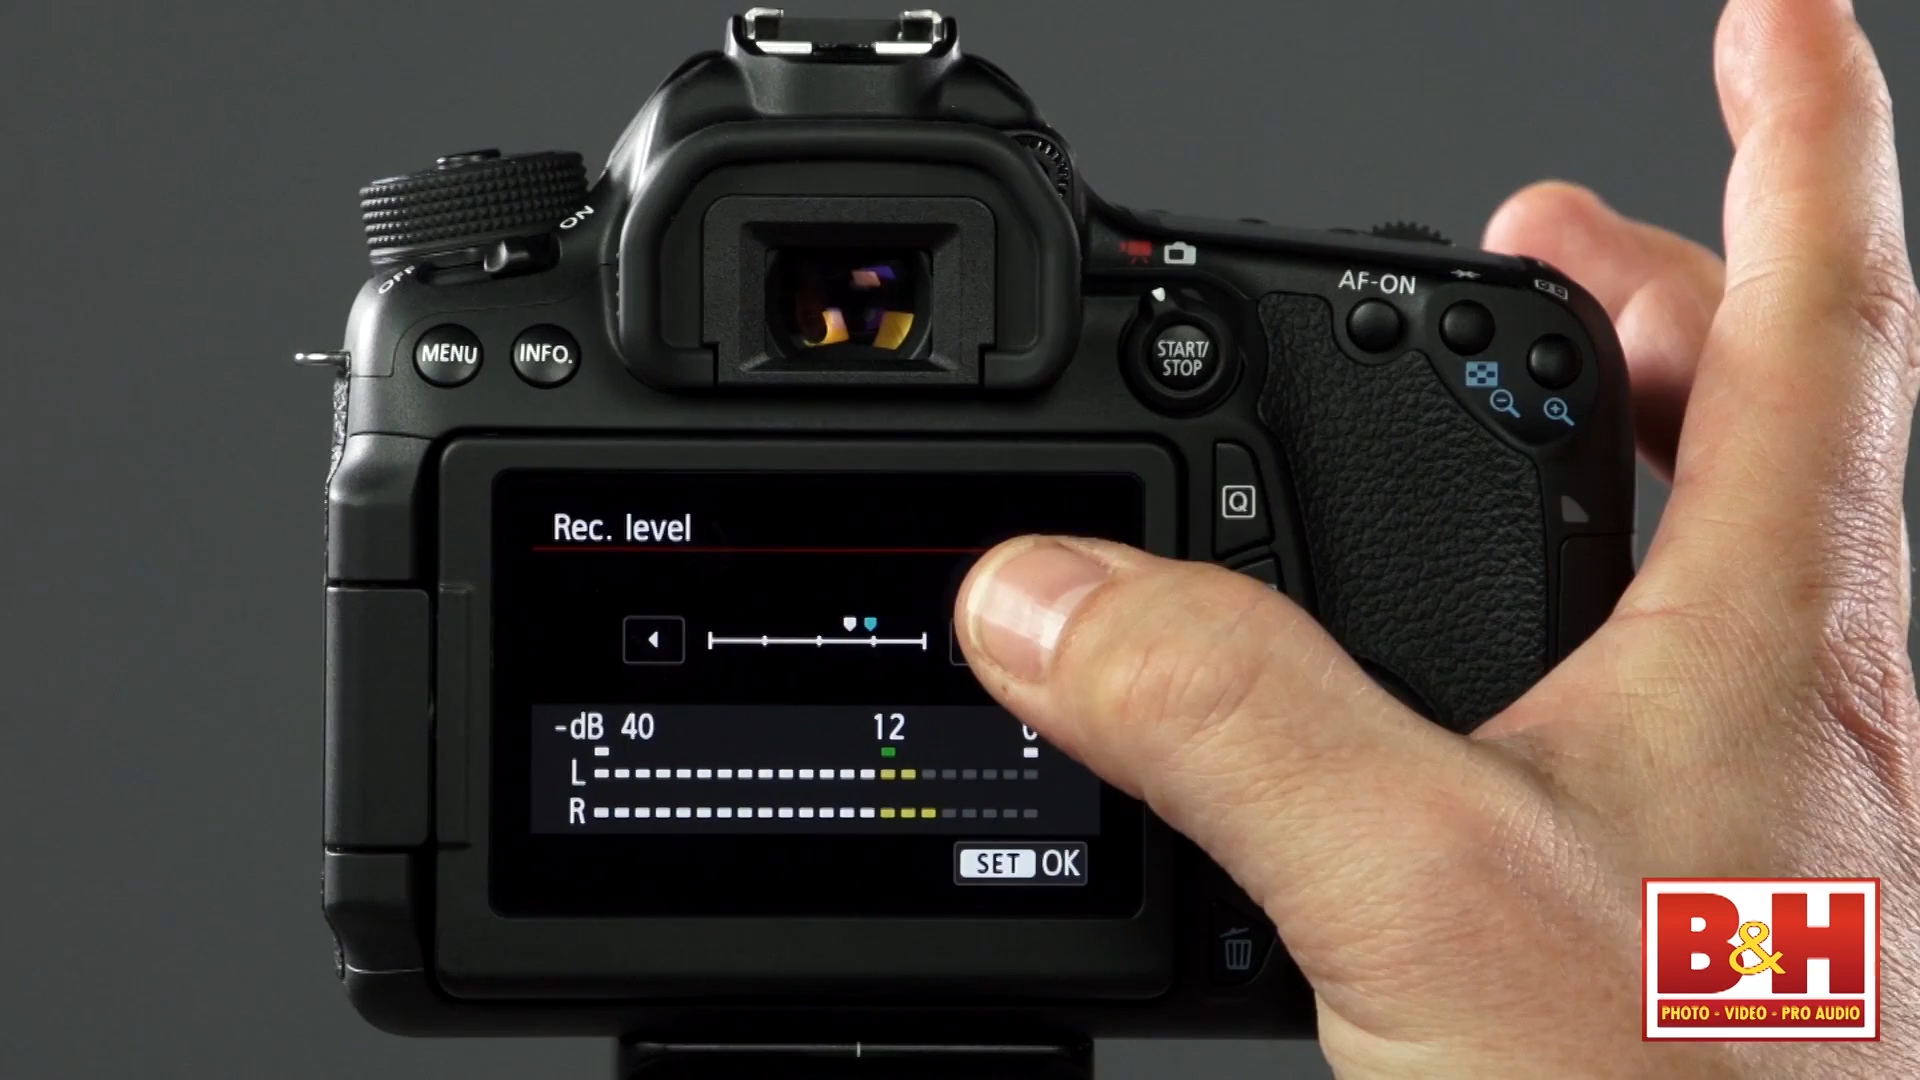 ON
OFF
MENU
INFO.
START/
STOP
AF-ON
Q
Rec. level
-dB 40 12 0
L
R
SET OK
B&H
PHOTO - VIDEO - PRO AUDIO